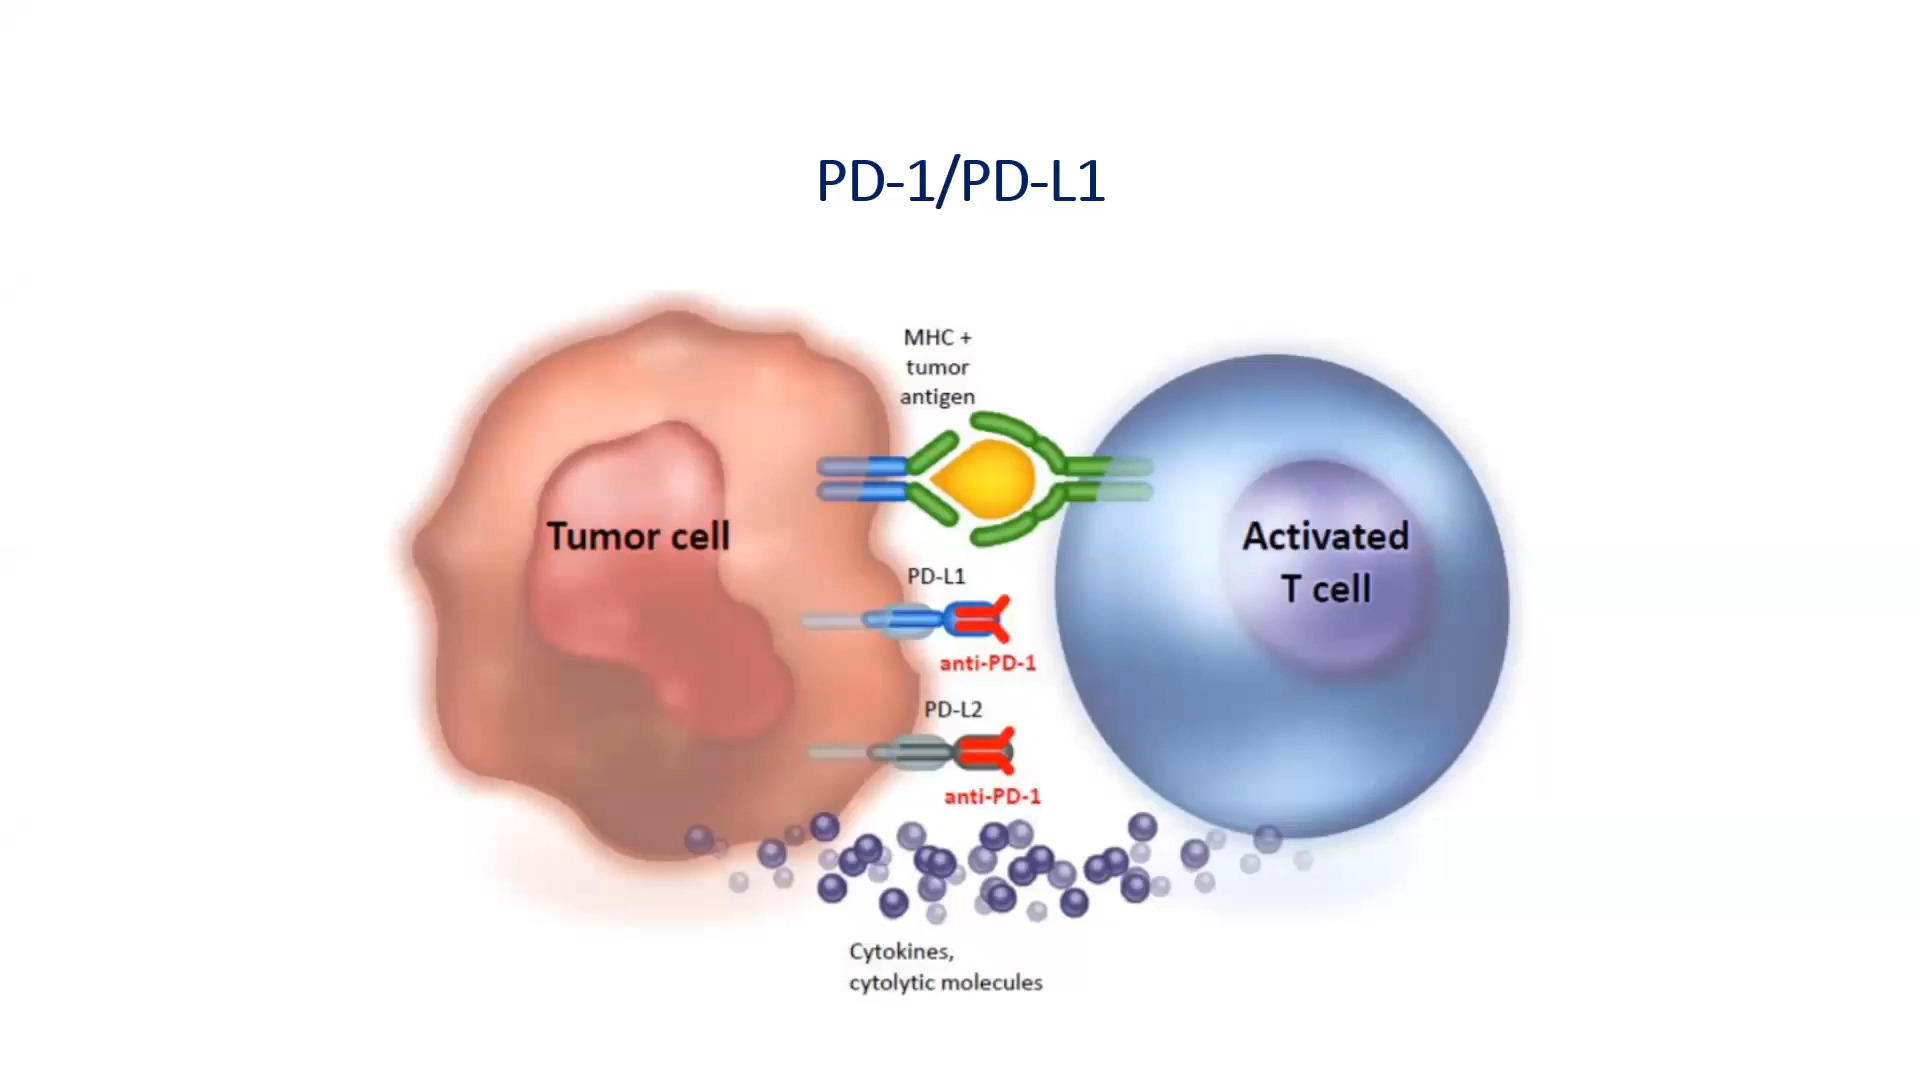 PD-1/PD-L1
MHC +
tumor
antigen
Tumor cell
Activated
T cell
PD-L1
anti-PD-1
PD-L2
anti-PD-1
Cytokines,
cytolytic molecules